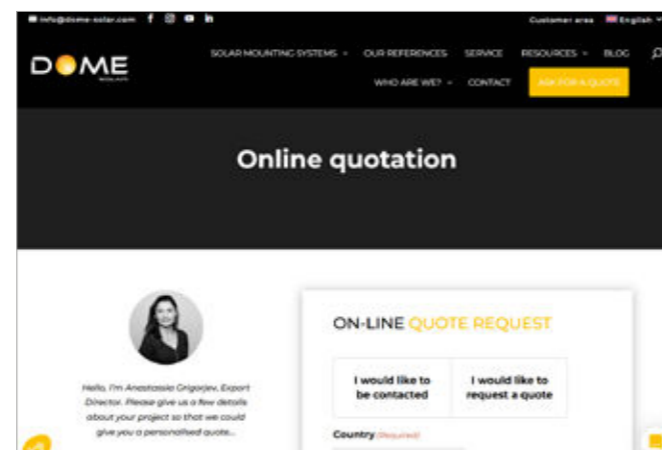 info@dome-solar.com
Customer area English
DOME
SOLAR MOUNTING SYSTEMS OUR REFERENCES SERVICE RESOURCES BLOG
WHO ARE WE? CONTACT ASK FOR A QUOTE
Online quotation
ON-LINE QUOTE REQUEST
Hello, I'm Anastassia Grigorjev, Export
Director. Please give us a few details
about your project so that we could
give you a personalised quote...
I would like to
be contacted
I would like to
request a quote
Country (Required)